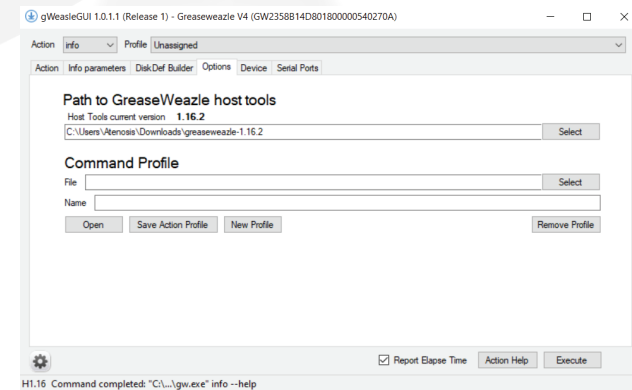 gWeasleGUI 1.0.1.1 (Release 1) - Greaseweazle V4 (GW2358B14D801800000540270A)
Action info Profile Unassigned
Action Info parameters DiskDef Builder Options Device Serial Ports
Path to GreaseWeazle host tools
Host Tools current version 1.16.2
C:\Users\Atenosis\Downloads\greaseweazle-1.16.2 Select
Command Profile
File Select
Name
Open Save Action Profile New Profile Remove Profile
Report Elapse Time Action Help Execute
H1.16 Command completed: "C:\...\gw.exe" info --help